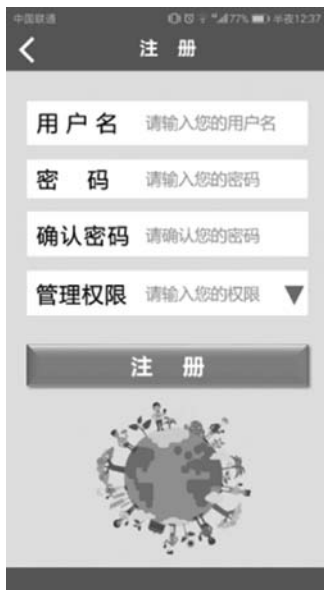 中国联通 77% 半夜12:37
注 册
用户名 请输入您的用户名
密 码 请输入您的密码
确认密码 请确认您的密码
管理权限 请输入您的权限
注 册